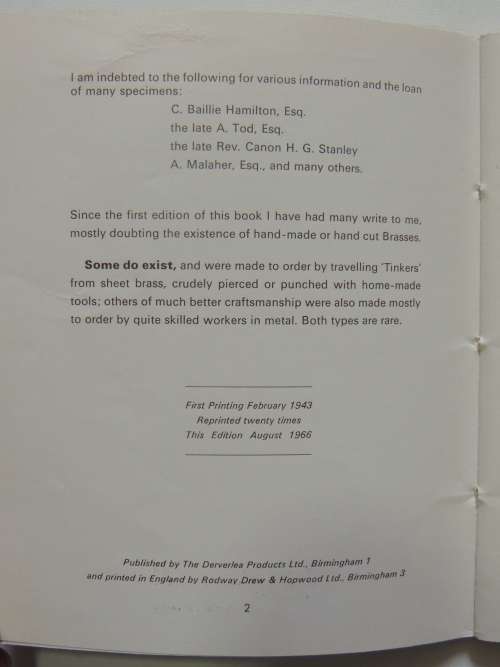 I am indebted to the following for various information and the loan
of many specimens:
C. Baillie Hamilton, Esq.
the late A. Tod, Esq.
the late Rev. Canon H. G. Stanley
A. Malaher, Esq., and many others.
Since the first edition of this book I have had many write to me,
mostly doubting the existence of hand-made or hand cut Brasses.
Some do exist, and were made to order by travelling 'Tinkers'
from sheet brass, crudely pierced or punched with home-made
tools; others of much better craftsmanship were also made mostly
to order by quite skilled workers in metal. Both types are rare.
First Printing February 1943
Reprinted twenty times
This Edition August 1966
Published by The Derverlea Products Ltd., Birmingham 1
and printed in England by Rodway Drew & Hopwood Ltd., Birmingham 3
2